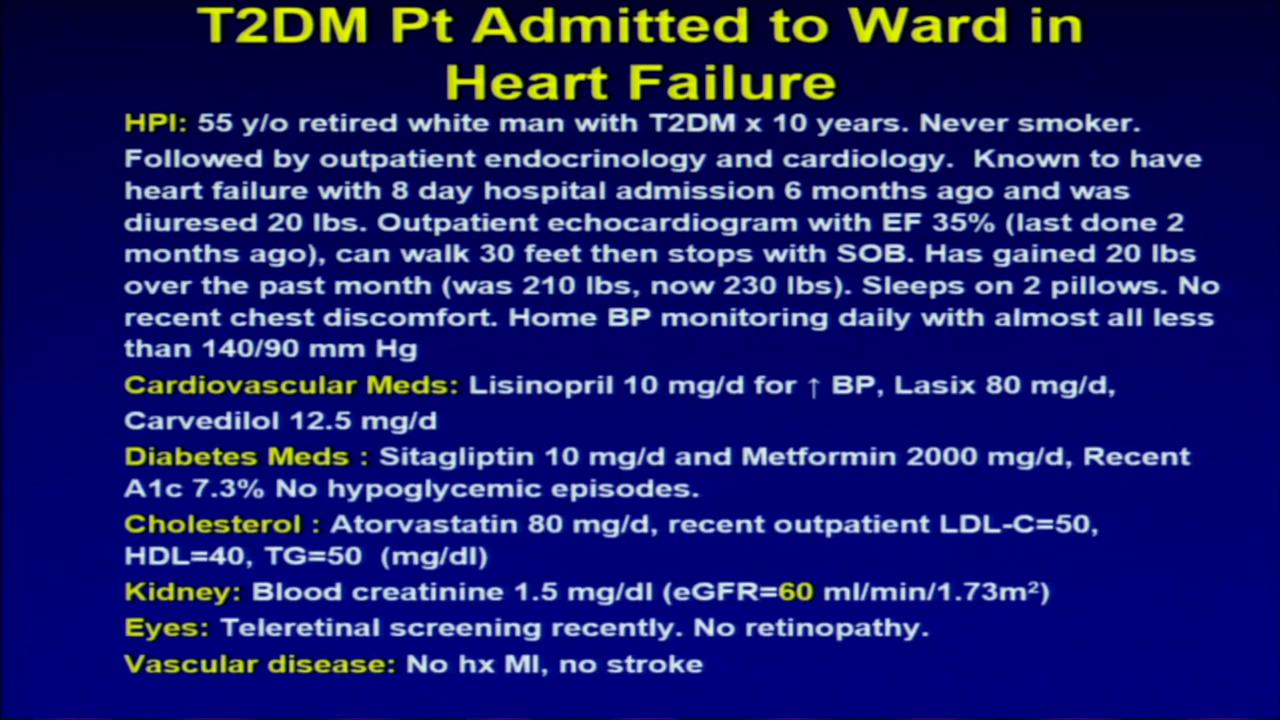 T2DM Pt Admitted to Ward in
Heart Failure
HPI: 55 y/o retired white man with T2DM x 10 years. Never smoker.
Followed by outpatient endocrinology and cardiology. Known to have
heart failure with 8 day hospital admission 6 months ago and was
diuresed 20 lbs. Outpatient echocardiogram with EF 35% (last done 2
months ago), can walk 30 feet then stops with SOB. Has gained 20 lbs
over the past month (was 210 lbs, now 230 lbs). Sleeps on 2 pillows. No
recent chest discomfort. Home BP monitoring daily with almost all less
than 140/90 mm Hg
Cardiovascular Meds: Lisinopril 10 mg/d for ↑ BP, Lasix 80 mg/d,
Carvedilol 12.5 mg/d
Diabetes Meds : Sitagliptin 10 mg/d and Metformin 2000 mg/d, Recent
A1c 7.3% No hypoglycemic episodes.
Cholesterol : Atorvastatin 80 mg/d, recent outpatient LDL-C=50,
HDL=40, TG=50 (mg/dl)
Kidney: Blood creatinine 1.5 mg/dl (eGFR=60 ml/min/1.73m²)
Eyes: Teleretinal screening recently. No retinopathy.
Vascular disease: No hx MI, no stroke